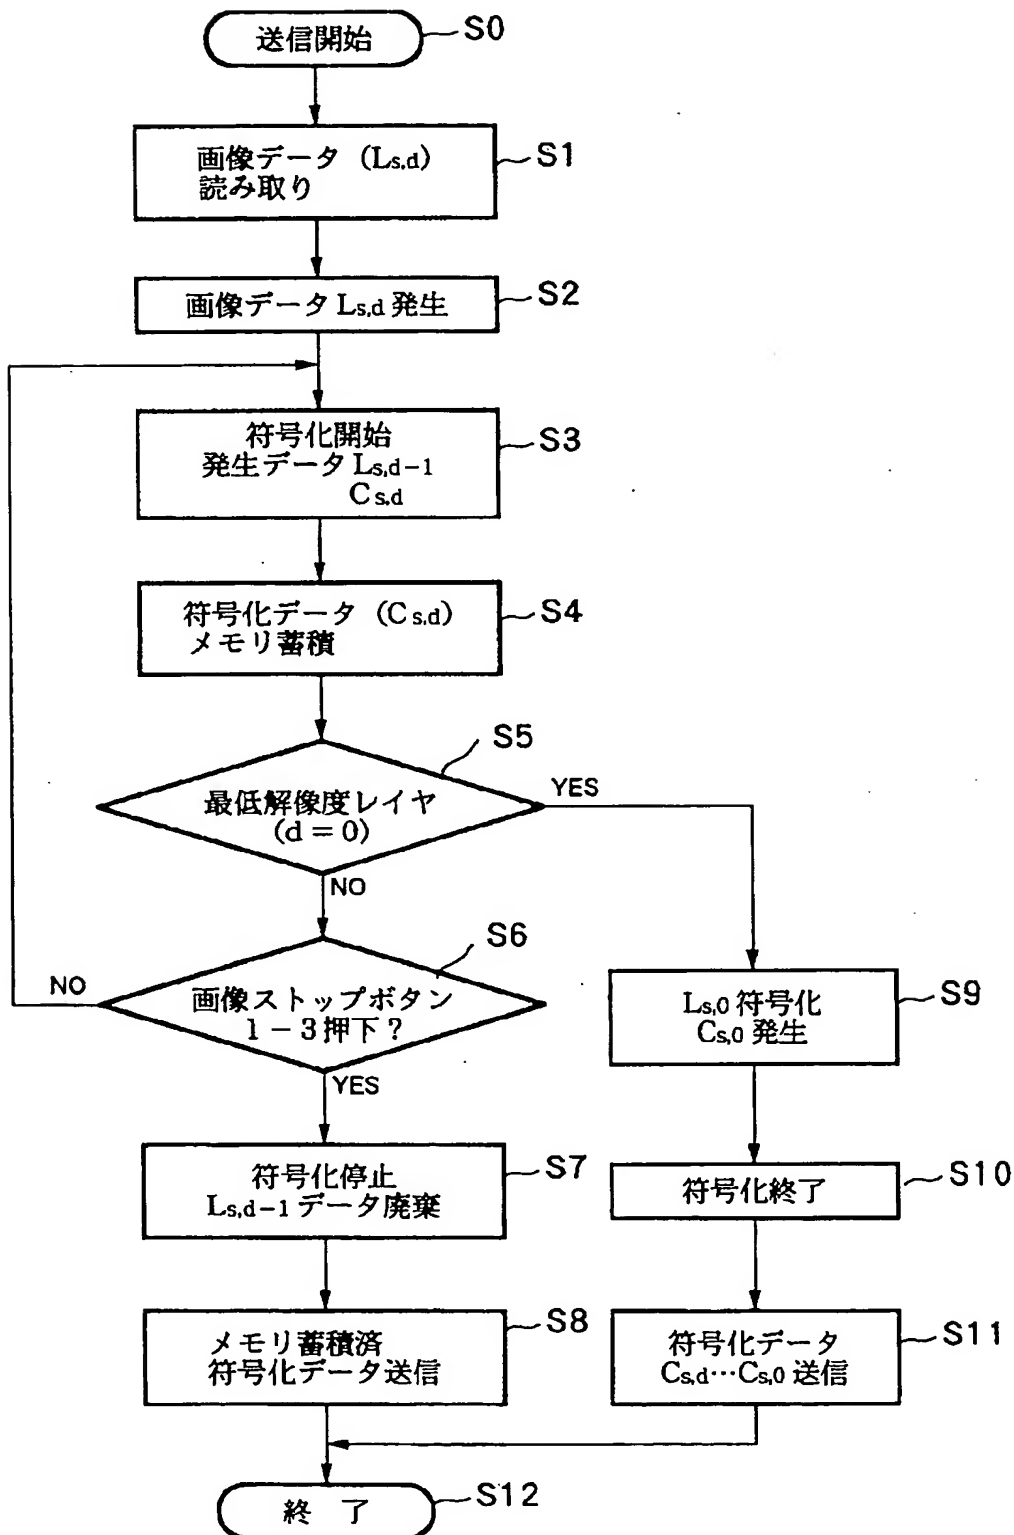 送信開始
S0
画像データ (Ls,d)
読み取り
S1
画像データ Ls,d 発生
S2
符号化開始
発生データ Ls,d-1
Cs,d
S3
符号化データ (Cs,d)
メモリ蓄積
S4
S5
最低解像度レイヤ
(d = 0)
YES
NO
S6
画像ストップボタン
1-3押下?
NO
YES
Ls,0 符号化
Cs,0 発生
S9
符号化停止
Ls,d-1 データ廃棄
S7
符号化終了
S10
メモリ蓄積済
符号化データ送信
S8
符号化データ
Cs,d…Cs,0 送信
S11
終 了
S12